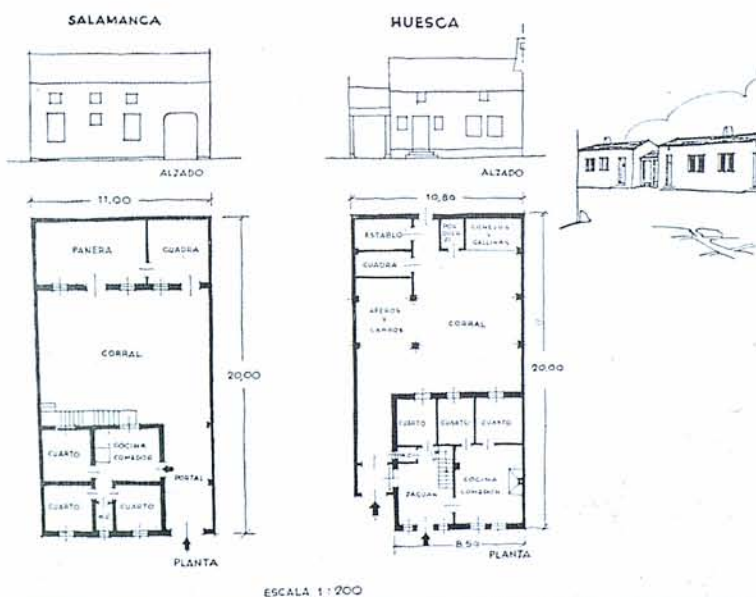 SALAMANCA
ALZADO
11,00
PANERA
CUADRA
CORRAL
20,00
CUARTO
COCINA
COMEDOR
PORTAL
CUARTO
CUARTO
PLANTA
HUESCA
ALZADO
10,80
ESTABLO
CONEJOS Y
GALLINAS
CUADRA
APEROS
Y
CARROS
CORRAL
20,00
CUARTO
CUARTO
CUARTO
ZAGUAN
COCINA
COMEDOR
8,50
PLANTA
ESCALA 1:200